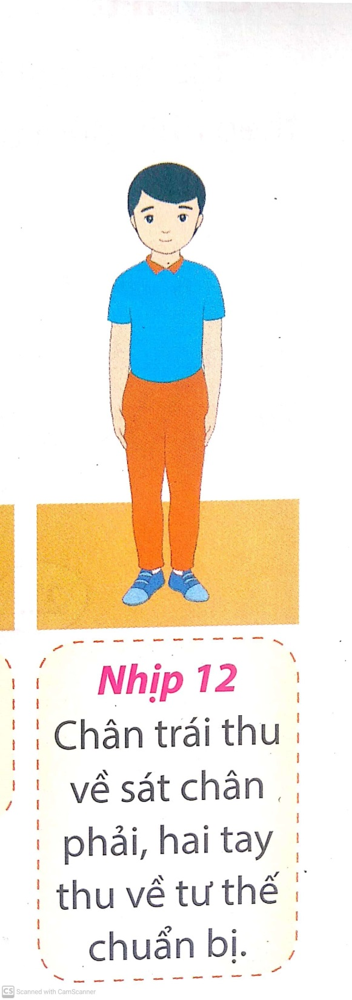 Nhịp 12
Chân trái thu
về sát chân
phải, hai tay
thu về tư thế
chuẩn bị.
CS Scanned with CamScanner